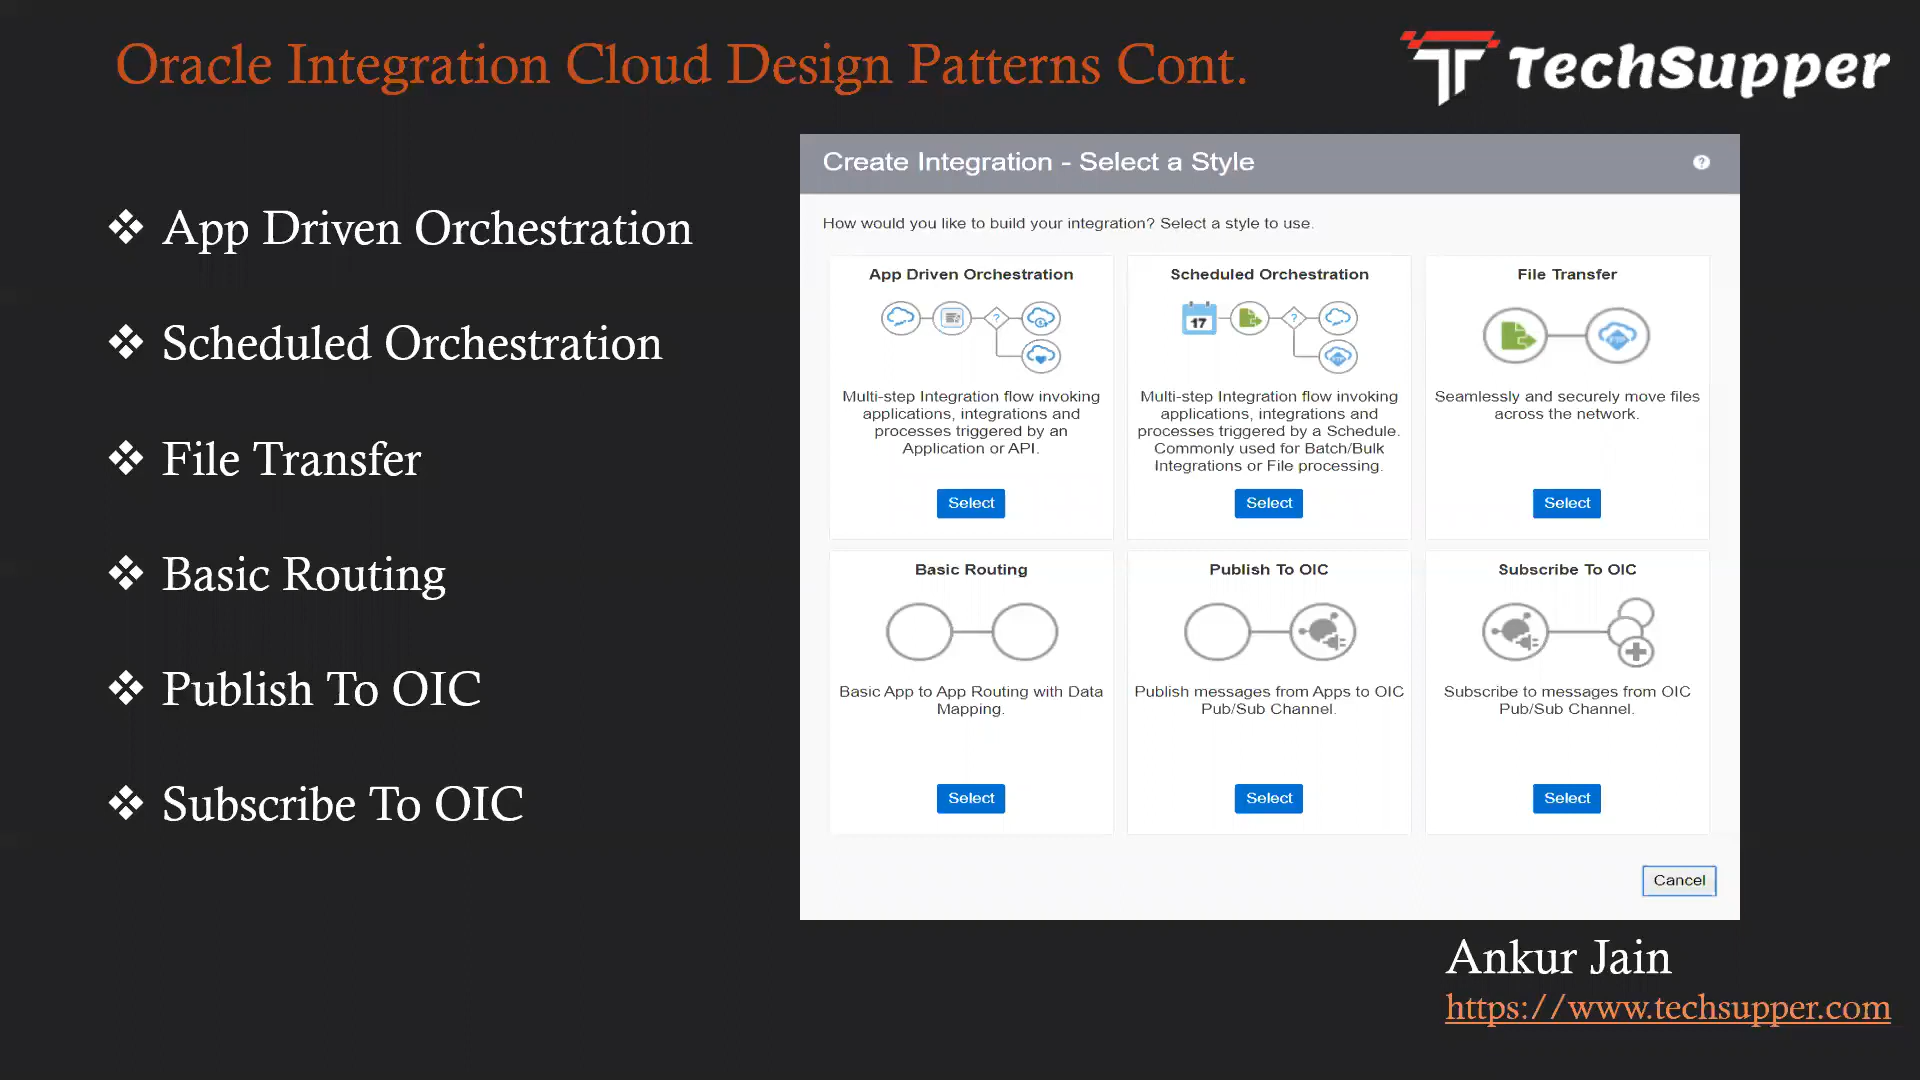 Oracle Integration Cloud Design Patterns Cont.
TechSupper
❖ App Driven Orchestration
❖ Scheduled Orchestration
❖ File Transfer
❖ Basic Routing
❖ Publish To OIC
❖ Subscribe To OIC
Create Integration - Select a Style
?
How would you like to build your integration? Select a style to use.
App Driven Orchestration
?
Multi-step Integration flow invoking
applications, integrations and
processes triggered by an
Application or API.
Select
Scheduled Orchestration
17
?
Multi-step Integration flow invoking
applications, integrations and
processes triggered by a Schedule.
Commonly used for Batch/Bulk
Integrations or File processing.
Select
File Transfer
Seamlessly and securely move files
across the network.
Select
Basic Routing
Basic App to App Routing with Data
Mapping.
Select
Publish To OIC
Publish messages from Apps to OIC
Pub/Sub Channel.
Select
Subscribe To OIC
Subscribe to messages from OIC
Pub/Sub Channel.
Select
Cancel
Ankur Jain
https://www.techsupper.com